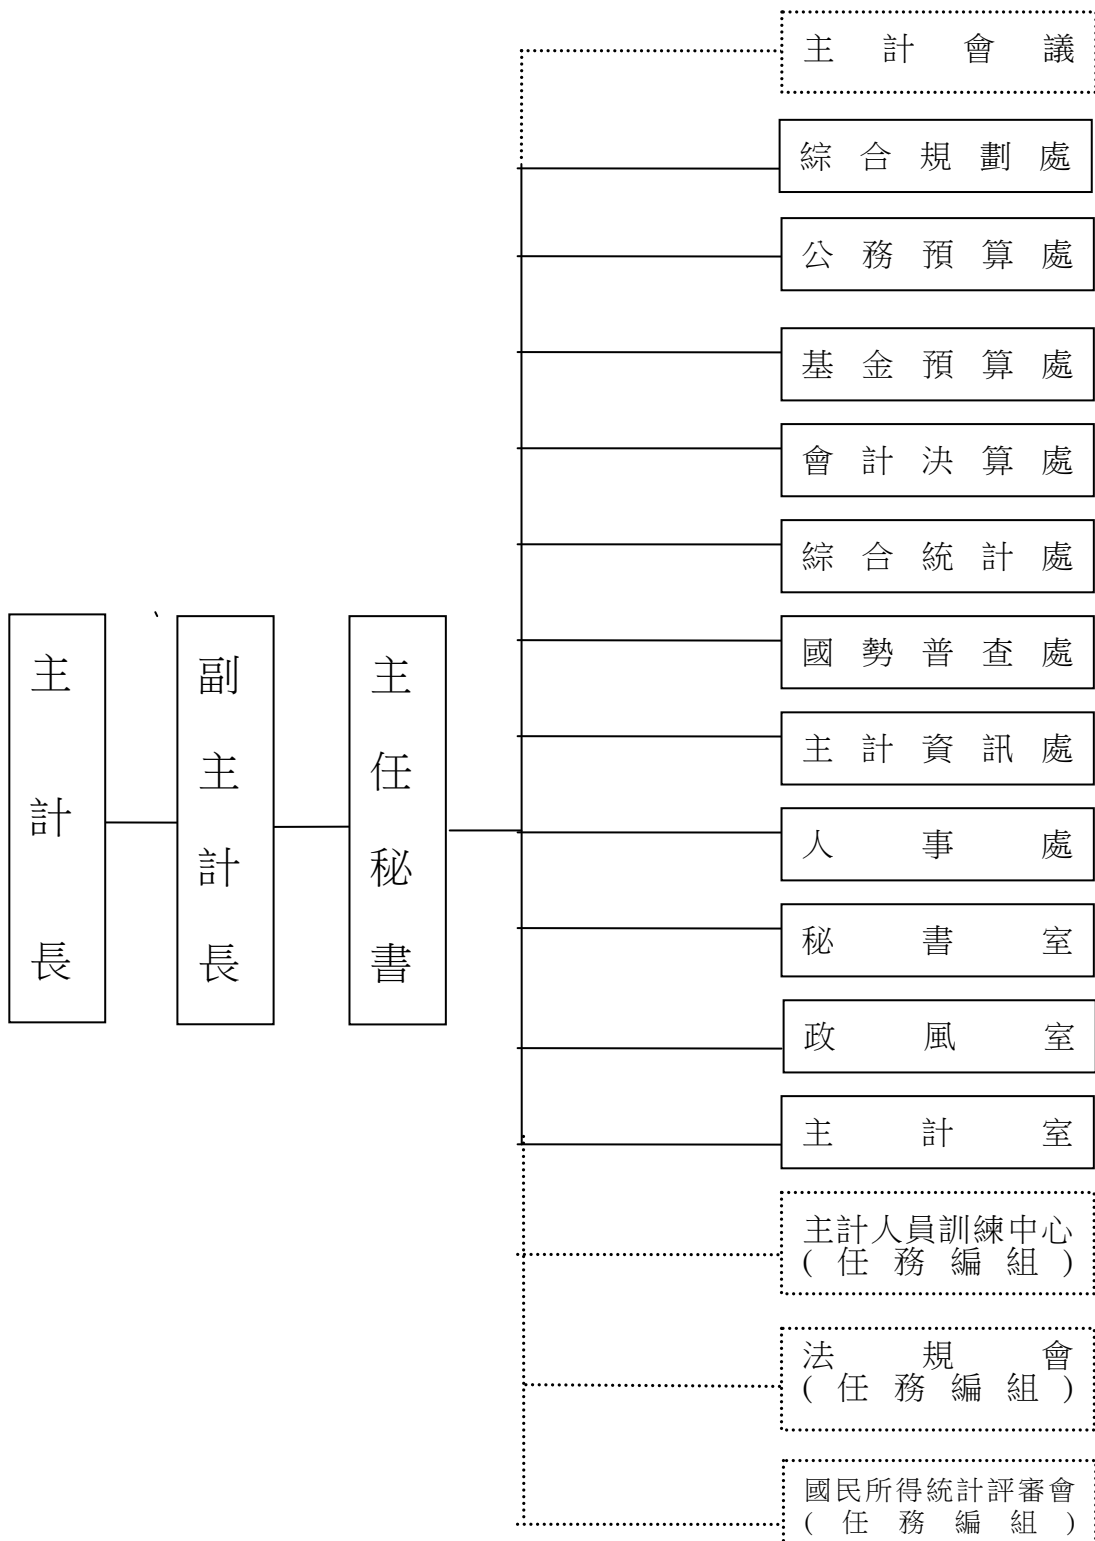 主計長
副主計長
主任秘書
主計會議
綜合規劃處
公務預算處
基金預算處
會計決算處
綜合統計處
國勢普查處
主計資訊處
人事處
秘書室
政風室
主計室
主計人員訓練中心
(任務編組)
法規會
(任務編組)
國民所得統計評審會
(任務編組)